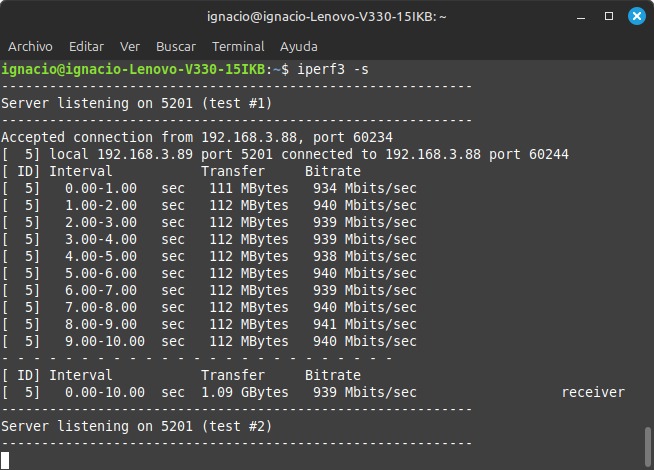 ignacio@ignacio-Lenovo-V330-15IKB: ~
Archivo Editar Ver Buscar Terminal Ayuda
ignacio@ignacio-Lenovo-V330-15IKB:~$ iperf3 -s
-----------------------------------------------------------
Server listening on 5201 (test #1)
-----------------------------------------------------------
Accepted connection from 192.168.3.88, port 60234
[  5] local 192.168.3.89 port 5201 connected to 192.168.3.88 port 60244
[ ID] Interval           Transfer     Bitrate
[  5]   0.00-1.00   sec   111 MBytes   934 Mbits/sec
[  5]   1.00-2.00   sec   112 MBytes   940 Mbits/sec
[  5]   2.00-3.00   sec   112 MBytes   939 Mbits/sec
[  5]   3.00-4.00   sec   112 MBytes   939 Mbits/sec
[  5]   4.00-5.00   sec   112 MBytes   938 Mbits/sec
[  5]   5.00-6.00   sec   112 MBytes   940 Mbits/sec
[  5]   6.00-7.00   sec   112 MBytes   939 Mbits/sec
[  5]   7.00-8.00   sec   112 MBytes   940 Mbits/sec
[  5]   8.00-9.00   sec   112 MBytes   941 Mbits/sec
[  5]   9.00-10.00  sec   112 MBytes   940 Mbits/sec
- - - - - - - - - - - - - - - - - - - - - - - - -
[ ID] Interval           Transfer     Bitrate
[  5]   0.00-10.00  sec  1.09 GBytes   939 Mbits/sec                  receiver
-----------------------------------------------------------
Server listening on 5201 (test #2)
-----------------------------------------------------------